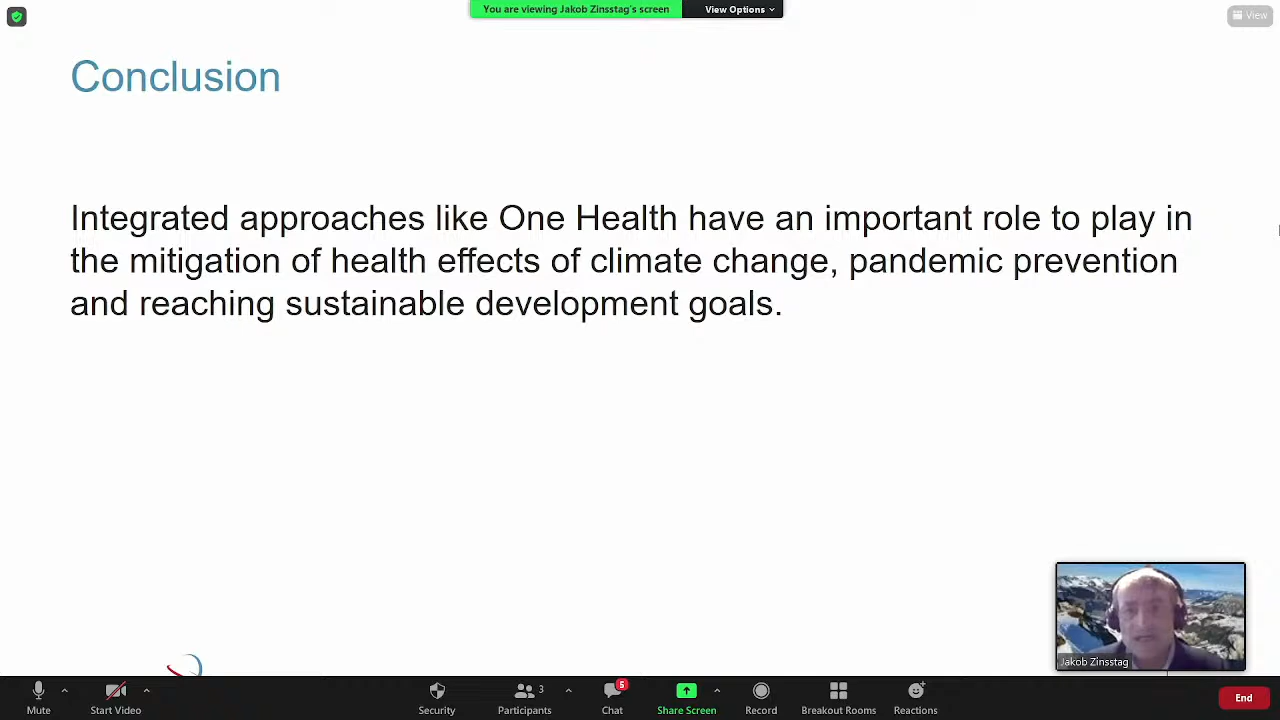 You are viewing Jakob Zinsstag's screen
View Options
View
Conclusion
Integrated approaches like One Health have an important role to play in
the mitigation of health effects of climate change, pandemic prevention
and reaching sustainable development goals.
Jakob Zinsstag
Mute
Start Video
Security
Participants
3
Chat
5
Share Screen
Record
Breakout Rooms
Reactions
End